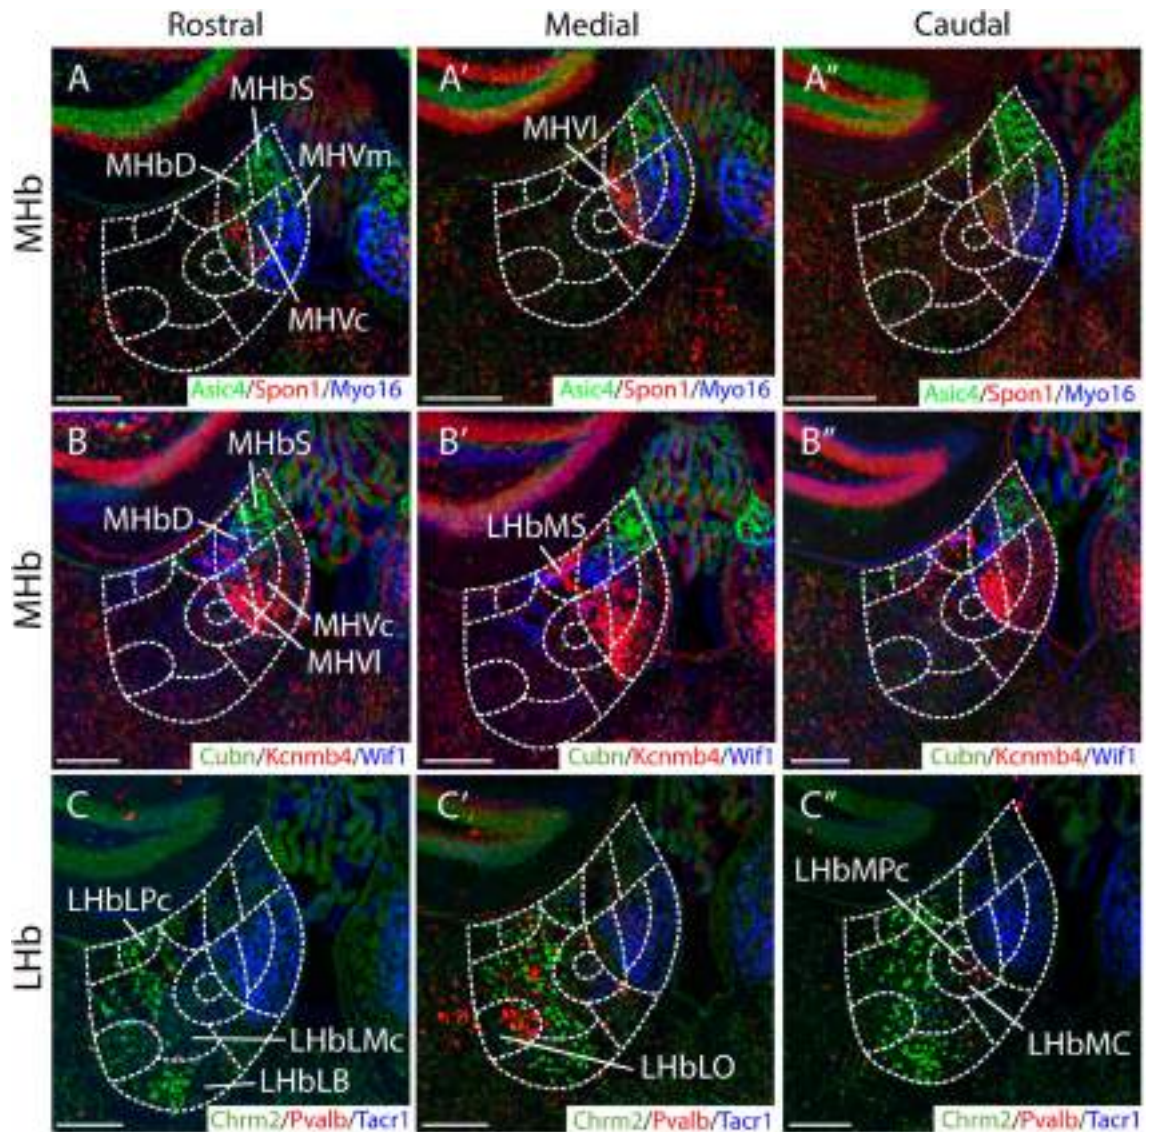 Rostral
Medial
Caudal
MHb
A
MHbS
MHbD
MHVm
MHVc
Asic4/Spon1/Myo16
A'
MHVl
Asic4/Spon1/Myo16
A"
Asic4/Spon1/Myo16
MHb
B
MHbS
MHbD
MHVc
MHVl
Cubn/Kcnmb4/Wif1
B'
LHbMS
Cubn/Kcnmb4/Wif1
B"
Cubn/Kcnmb4/Wif1
LHb
C
LHbLPc
LHbLMc
LHbLB
Chrm2/Pvalb/Tacr1
C'
LHbLO
Chrm2/Pvalb/Tacr1
C"
LHbMPc
LHbMC
Chrm2/Pvalb/Tacr1